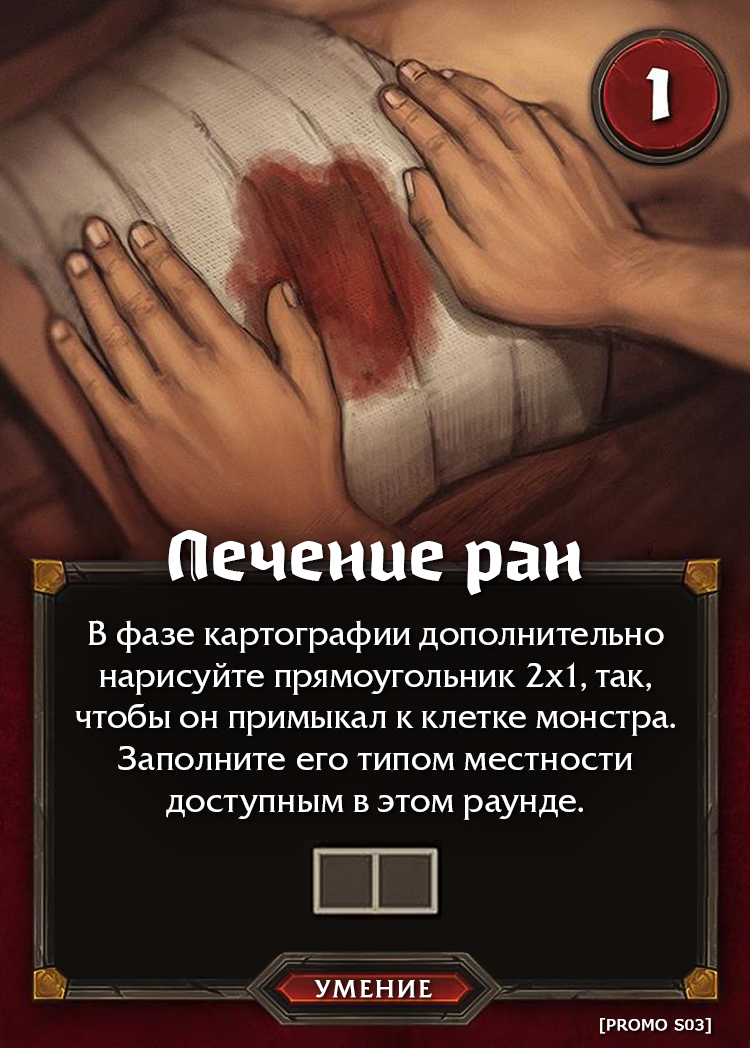 1
Лечение ран
В фазе картографии дополнительно
нарисуйте прямоугольник 2x1, так,
чтобы он примыкал к клетке монстра.
Заполните его типом местности
доступным в этом раунде.
УМЕНИЕ
[PROMO S03]